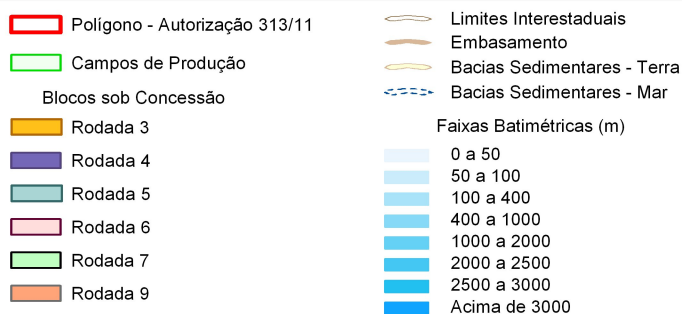 Polígono - Autorização 313/11
Campos de Produção
Blocos sob Concessão
Rodada 3
Rodada 4
Rodada 5
Rodada 6
Rodada 7
Rodada 9
Limites Interestaduais
Embasamento
Bacias Sedimentares - Terra
Bacias Sedimentares - Mar
Faixas Batimétricas (m)
0 a 50
50 a 100
100 a 400
400 a 1000
1000 a 2000
2000 a 2500
2500 a 3000
Acima de 3000